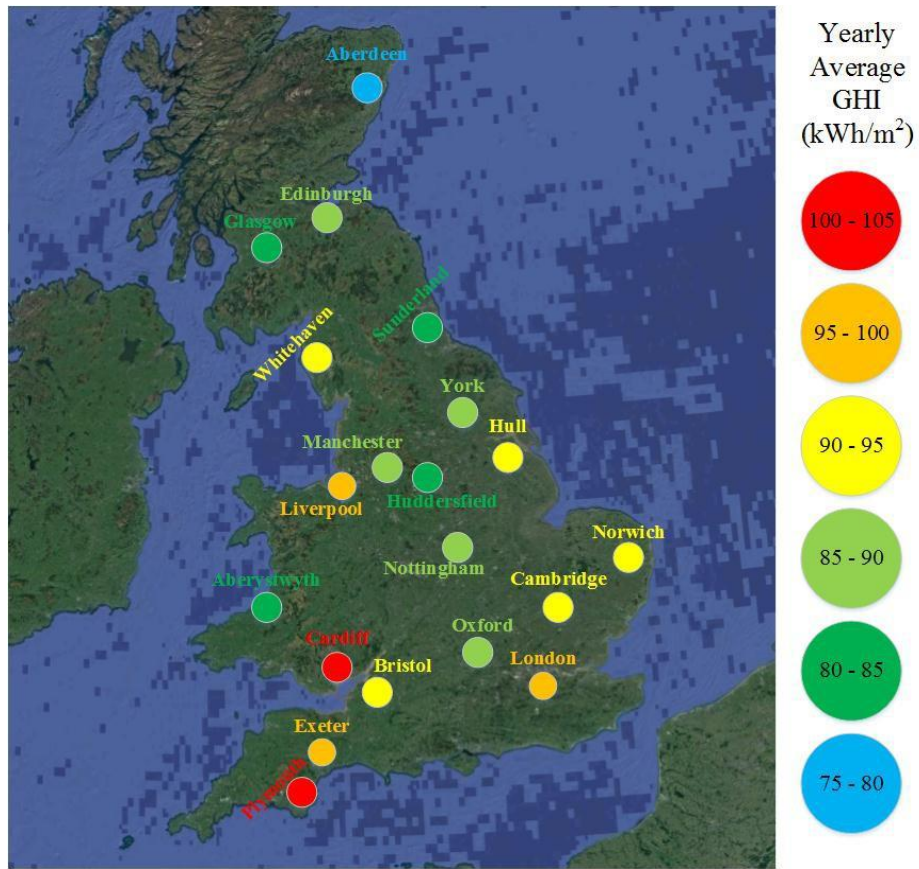 Aberdeen
Edinburgh
Glasgow
Sunderland
Whitehaven
York
Hull
Manchester
Liverpool
Huddersfield
Norwich
Nottingham
Cambridge
Aberystwyth
Oxford
Cardiff
London
Bristol
Exeter
Plymouth
Yearly
Average
GHI
(kWh/m²)
100 - 105
95 - 100
90 - 95
85 - 90
80 - 85
75 - 80